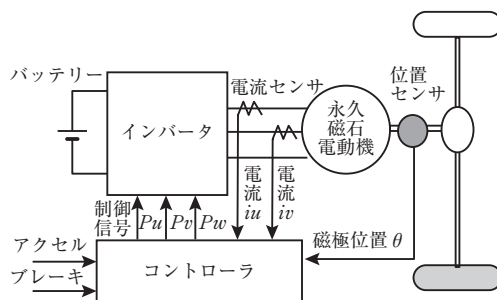 バッテリー
インバータ
電流センサ
永久
磁石
電動機
位置
センサ
制御
信号
Pu
Pv
Pw
電流
iu
電流
iv
磁極位置 θ
アクセル
ブレーキ
コントローラ